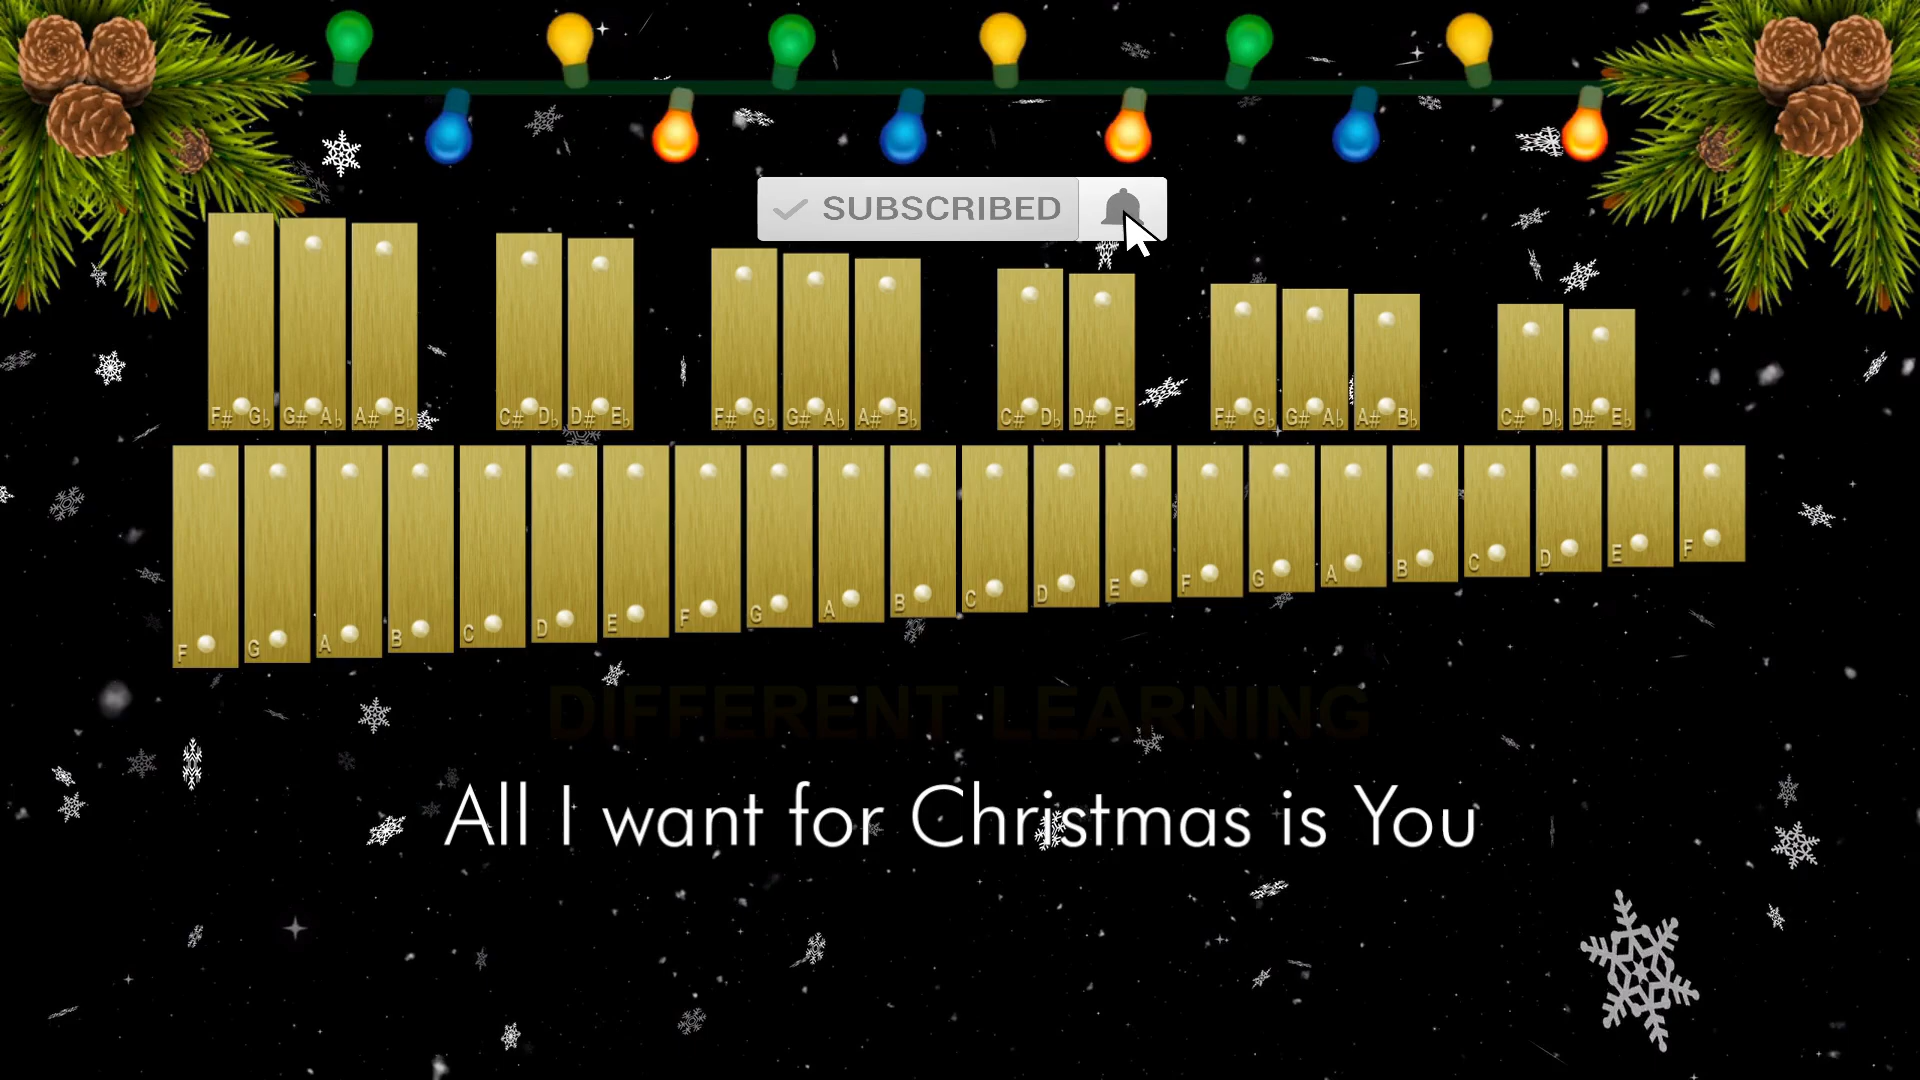 SUBSCRIBED
F# G♭ G# A♭ A# B♭ C# D♭ D# E♭ F# G♭ G# A♭ A# B♭ C# D♭ D# E♭ F# G♭ G# A♭ A# B♭ C# D♭ D# E♭
F G A B C D E F G A B C D E F G A B C D E F
DIFFERENT LEARNING
All I want for Christmas is You